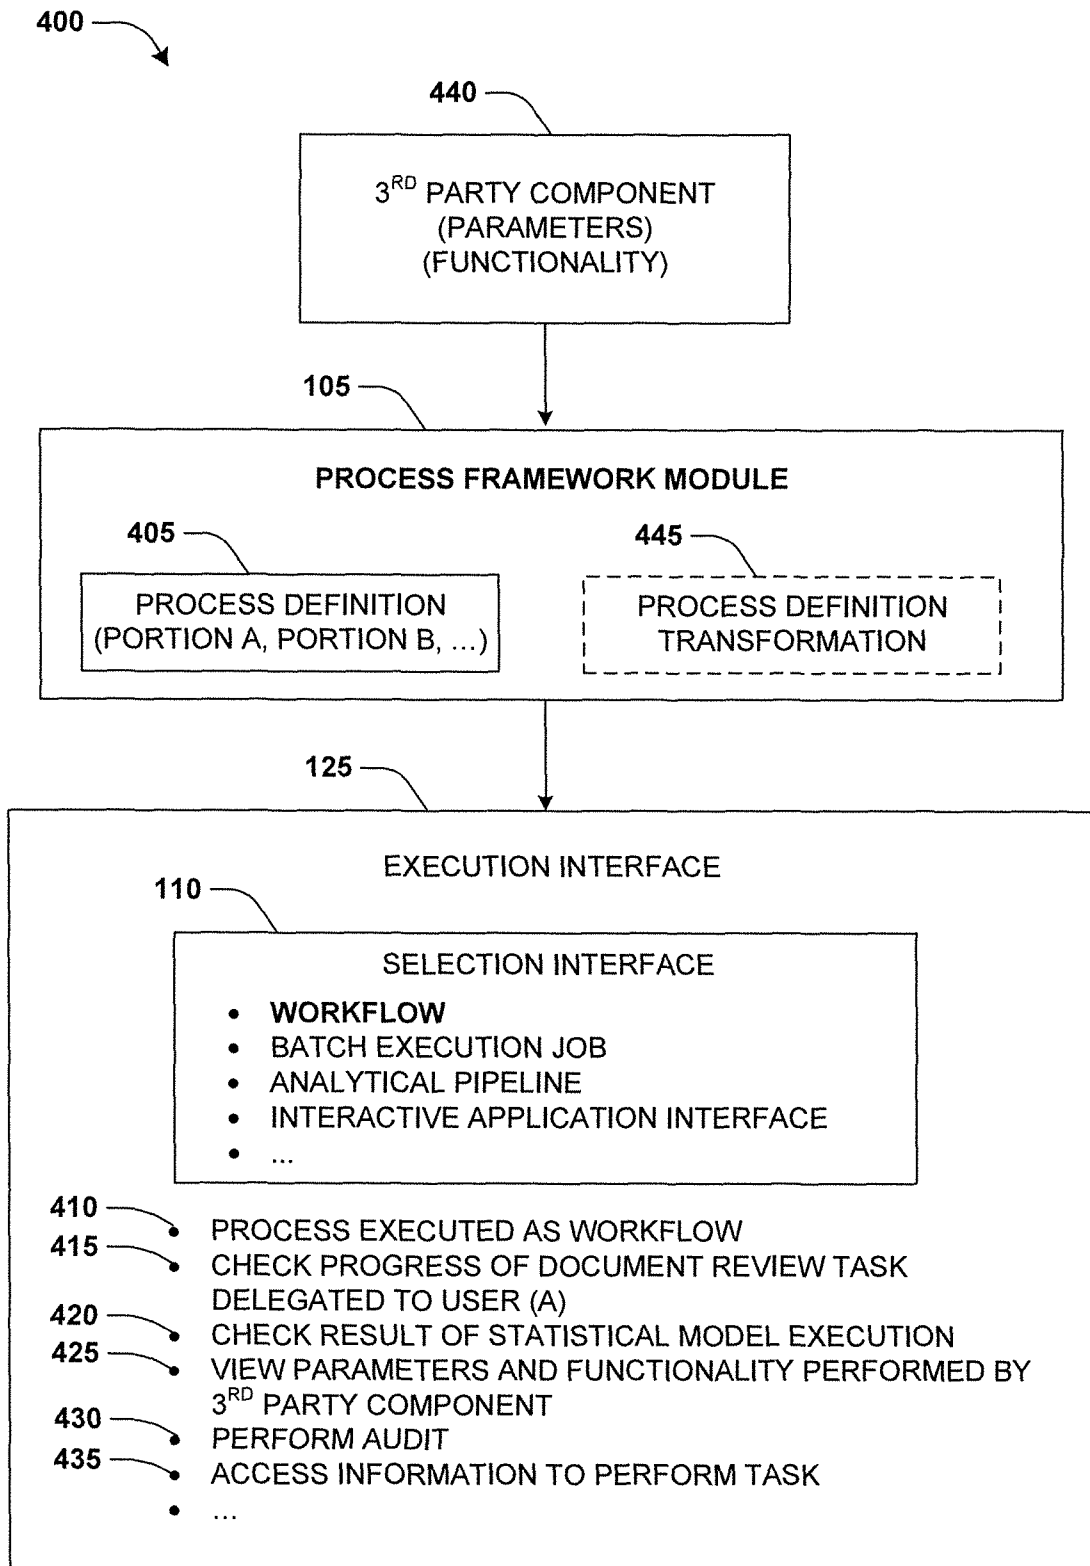 400
440
3RD PARTY COMPONENT
(PARAMETERS)
(FUNCTIONALITY)
105
PROCESS FRAMEWORK MODULE
405
445
PROCESS DEFINITION
(PORTION A, PORTION B, ...)
PROCESS DEFINITION
TRANSFORMATION
125
EXECUTION INTERFACE
110
SELECTION INTERFACE
• WORKFLOW
• BATCH EXECUTION JOB
• ANALYTICAL PIPELINE
• INTERACTIVE APPLICATION INTERFACE
• ...
410
• PROCESS EXECUTED AS WORKFLOW
415
• CHECK PROGRESS OF DOCUMENT REVIEW TASK
DELEGATED TO USER (A)
420
• CHECK RESULT OF STATISTICAL MODEL EXECUTION
425
• VIEW PARAMETERS AND FUNCTIONALITY PERFORMED BY
3RD PARTY COMPONENT
430
• PERFORM AUDIT
435
• ACCESS INFORMATION TO PERFORM TASK
• ...